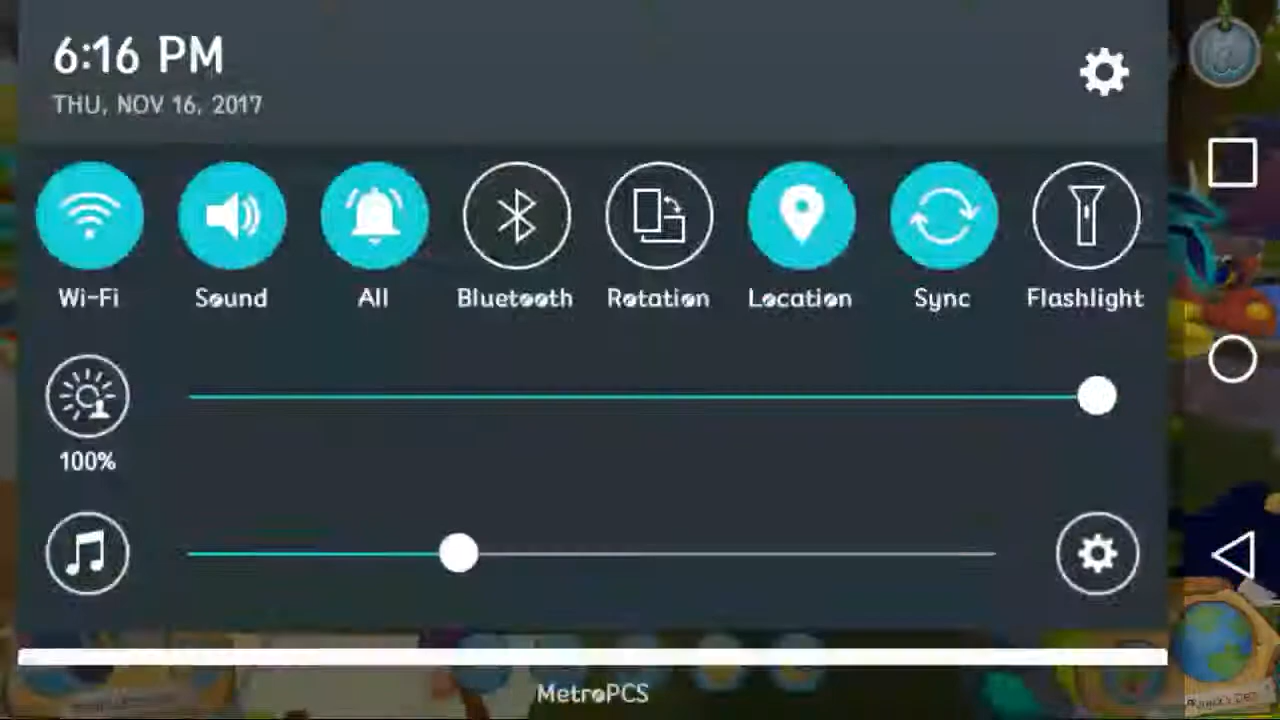 6:16 PM
THU, NOV 16, 2017
Wi-Fi
Sound
All
Bluetooth
Rotation
Location
Sync
Flashlight
100%
MetroPCS